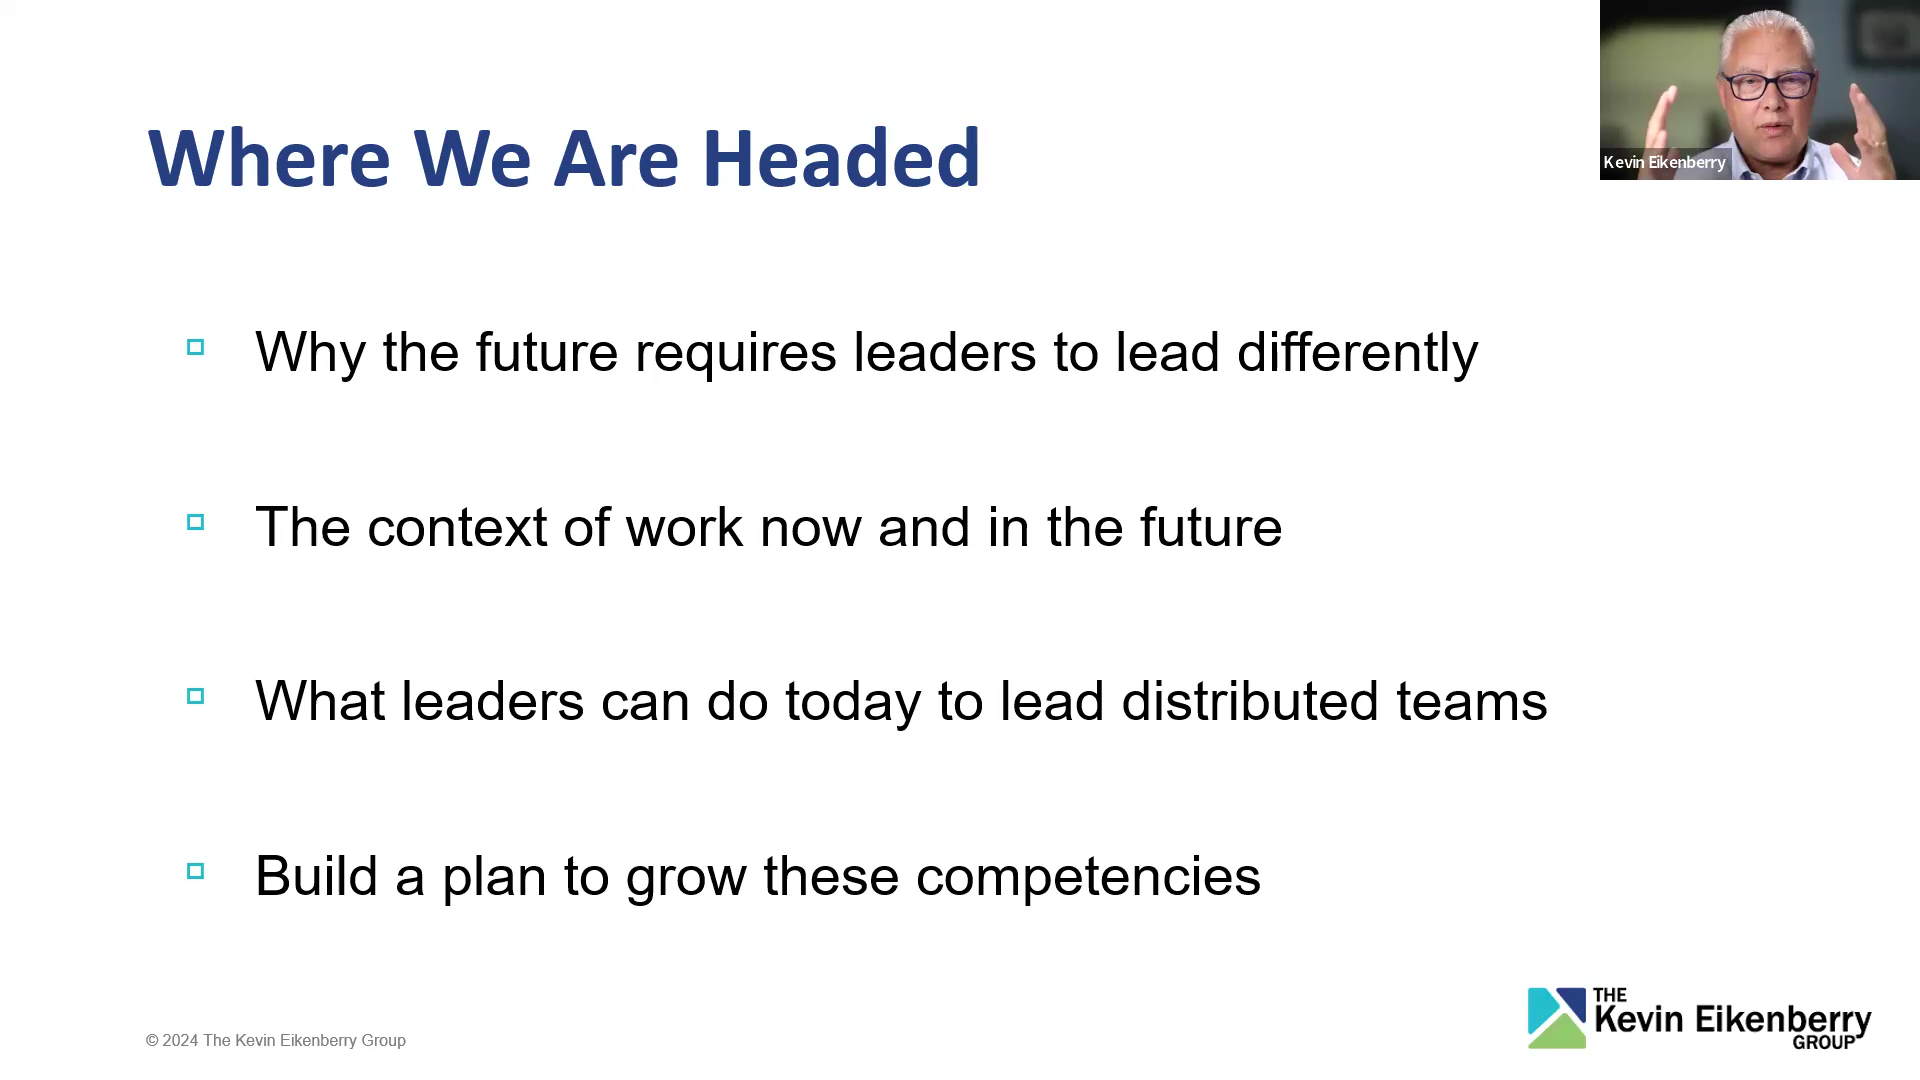 Where We Are Headed
Kevin Eikenberry
Why the future requires leaders to lead differently
The context of work now and in the future
What leaders can do today to lead distributed teams
Build a plan to grow these competencies
© 2024 The Kevin Eikenberry Group
THE
Kevin Eikenberry
GROUP